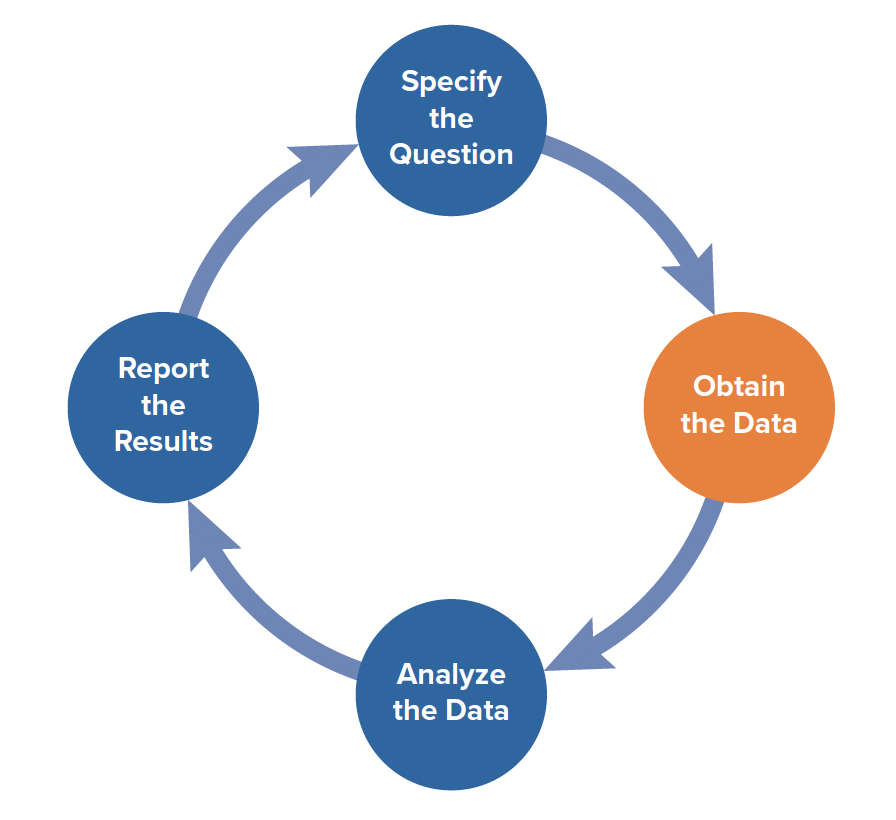 Specify
the
Question
Obtain
the Data
Analyze
the Data
Report
the
Results